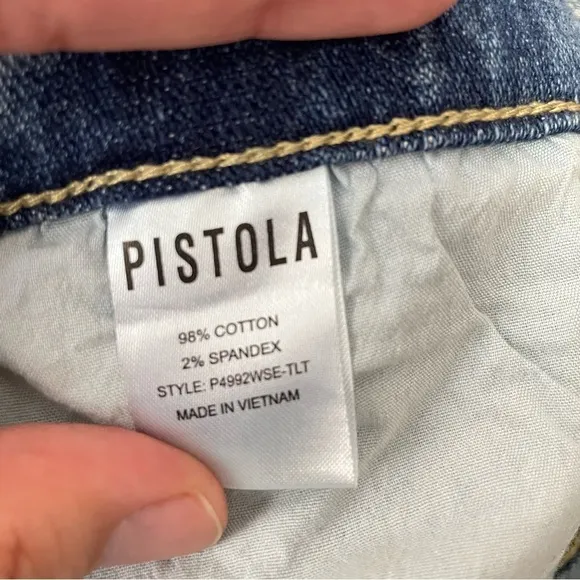 PISTOLA
98% COTTON
2% SPANDEX
STYLE: P4992WSE-TLT
MADE IN VIETNAM